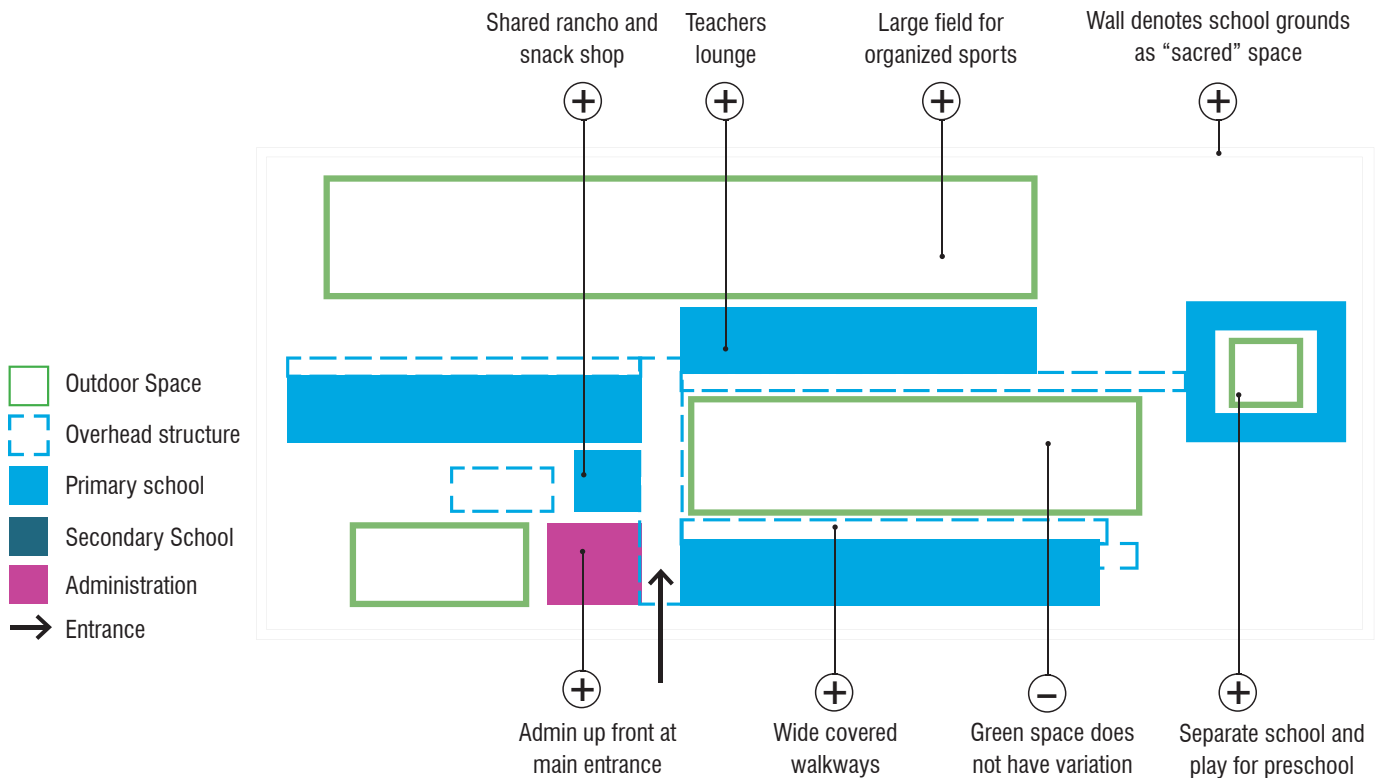 Shared rancho and
snack shop
Teachers
lounge
Large field for
organized sports
Wall denotes school grounds
as “sacred” space
Outdoor Space
Overhead structure
Primary school
Secondary School
Administration
Entrance
Admin up front at
main entrance
Wide covered
walkways
Green space does
not have variation
Separate school and
play for preschool